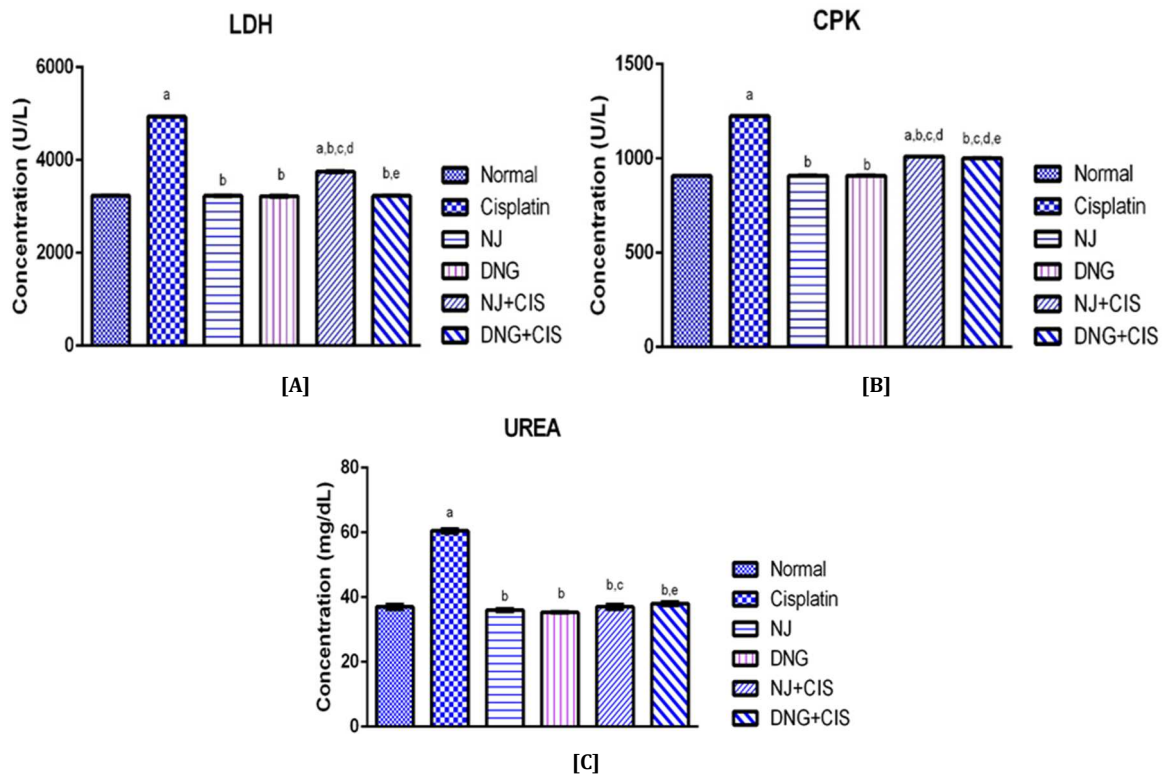 LDH
Concentration (U/L)
6000
4000
2000
0
a
b
b
a,b,c,d
b,e
Normal
Cisplatin
NJ
DNG
NJ+CIS
DNG+CIS
[A]
CPK
Concentration (U/L)
1500
1000
500
0
a
b
b
a,b,c,d
b,c,d,e
Normal
Cisplatin
NJ
DNG
NJ+CIS
DNG+CIS
[B]
UREA
Concentration (mg/dL)
80
60
40
20
0
a
b
b
b,c
b,e
Normal
Cisplatin
NJ
DNG
NJ+CIS
DNG+CIS
[C]